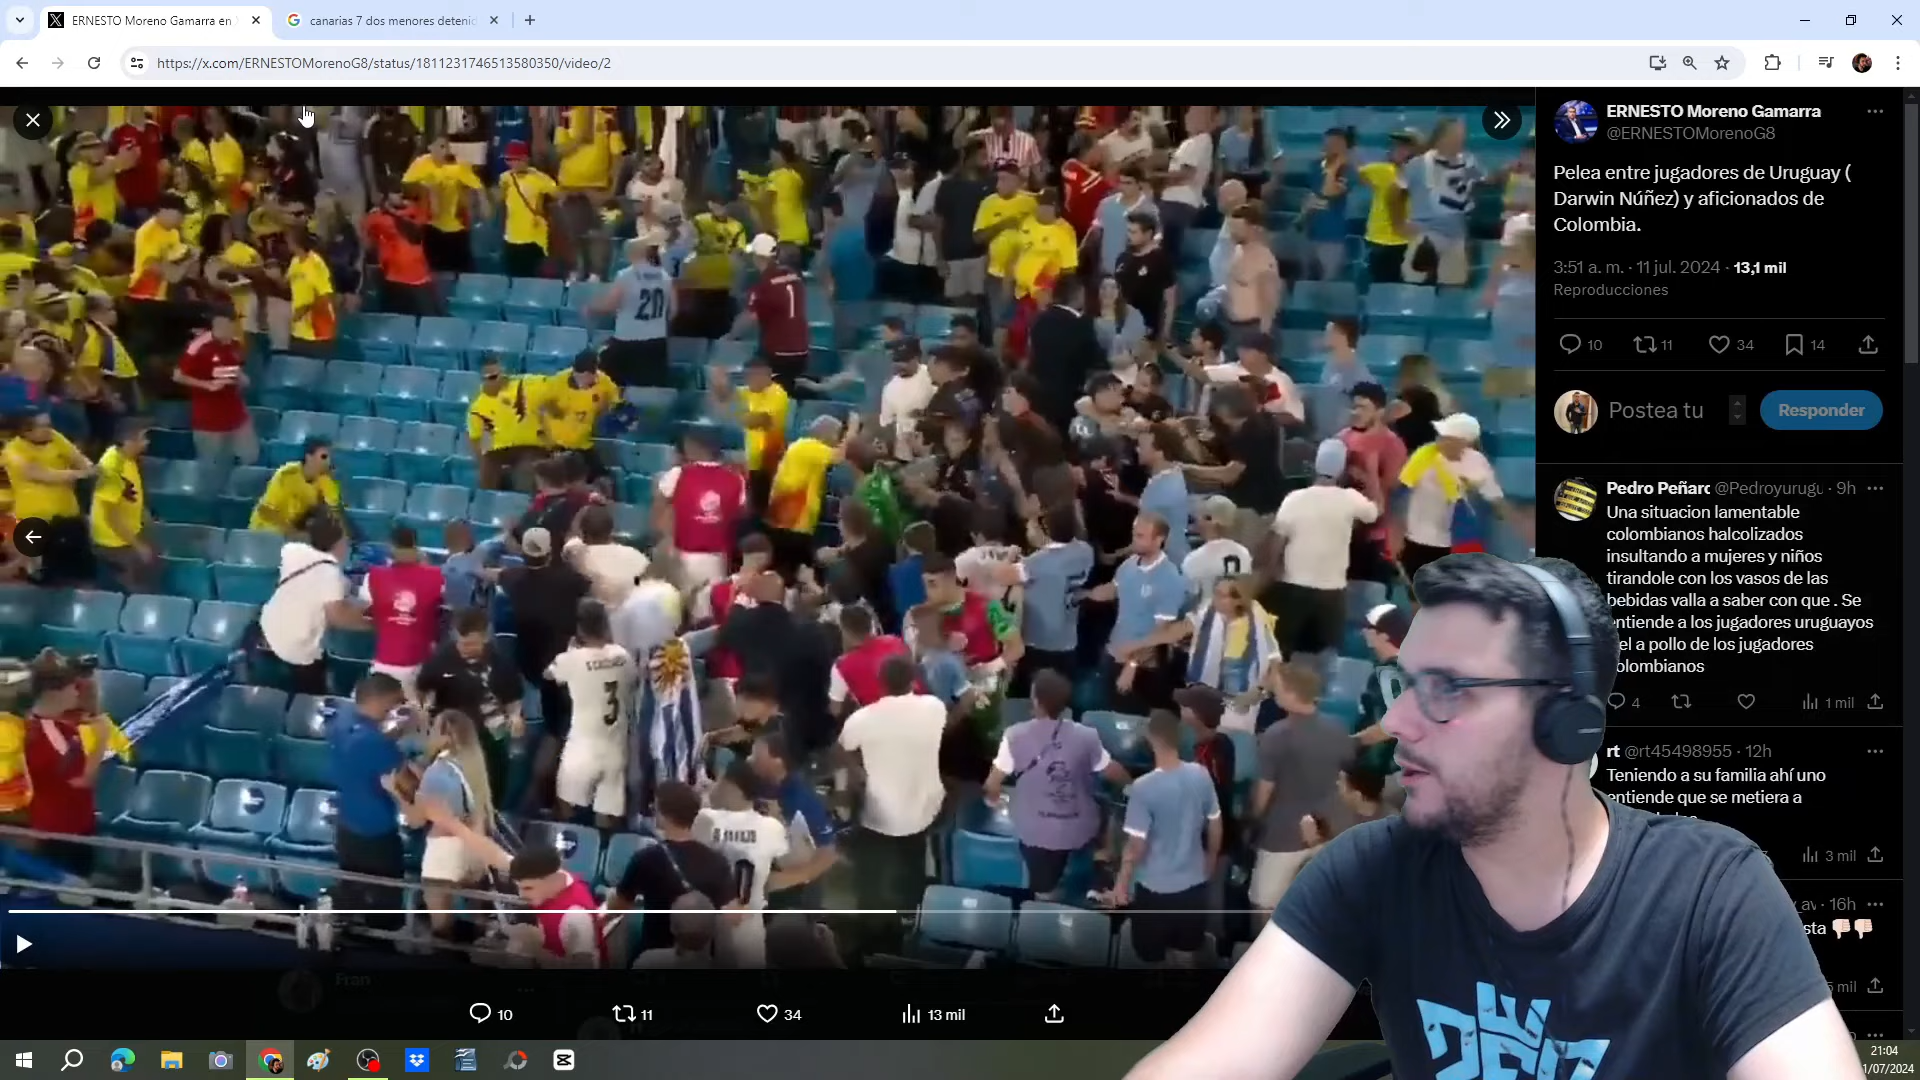 ERNESTO Moreno Gamarra en
canarias 7 dos menores deteni
https://x.com/ERNESTOMorenoG8/status/1811231746513580350/video/2
ERNESTO Moreno Gamarra
@ERNESTOMorenoG8
Pelea entre jugadores de Uruguay (
Darwin Núñez) y aficionados de
Colombia.
3:51 a. m. · 11 jul. 2024 · 13,1 mil
Reproducciones
10 11 34 14
Postea tu
Responder
Pedro Peñarc @Pedroyurugu · 9h
Una situacion lamentable
colombianos halcolizados
insultando a mujeres y niños
tirandole con los vasos de las
bebidas valla a saber con que . Se
entiende a los jugadores uruguayos
el a pollo de los jugadores
olombianos
4 1 mil
rt @rt45498955 · 12h
Teniendo a su familia ahí uno
entiende que se metiera a
3 mil
av · 16h
sta
mil
20
1
3
Fran
10 11 34 13 mil
21:04
1/07/2024